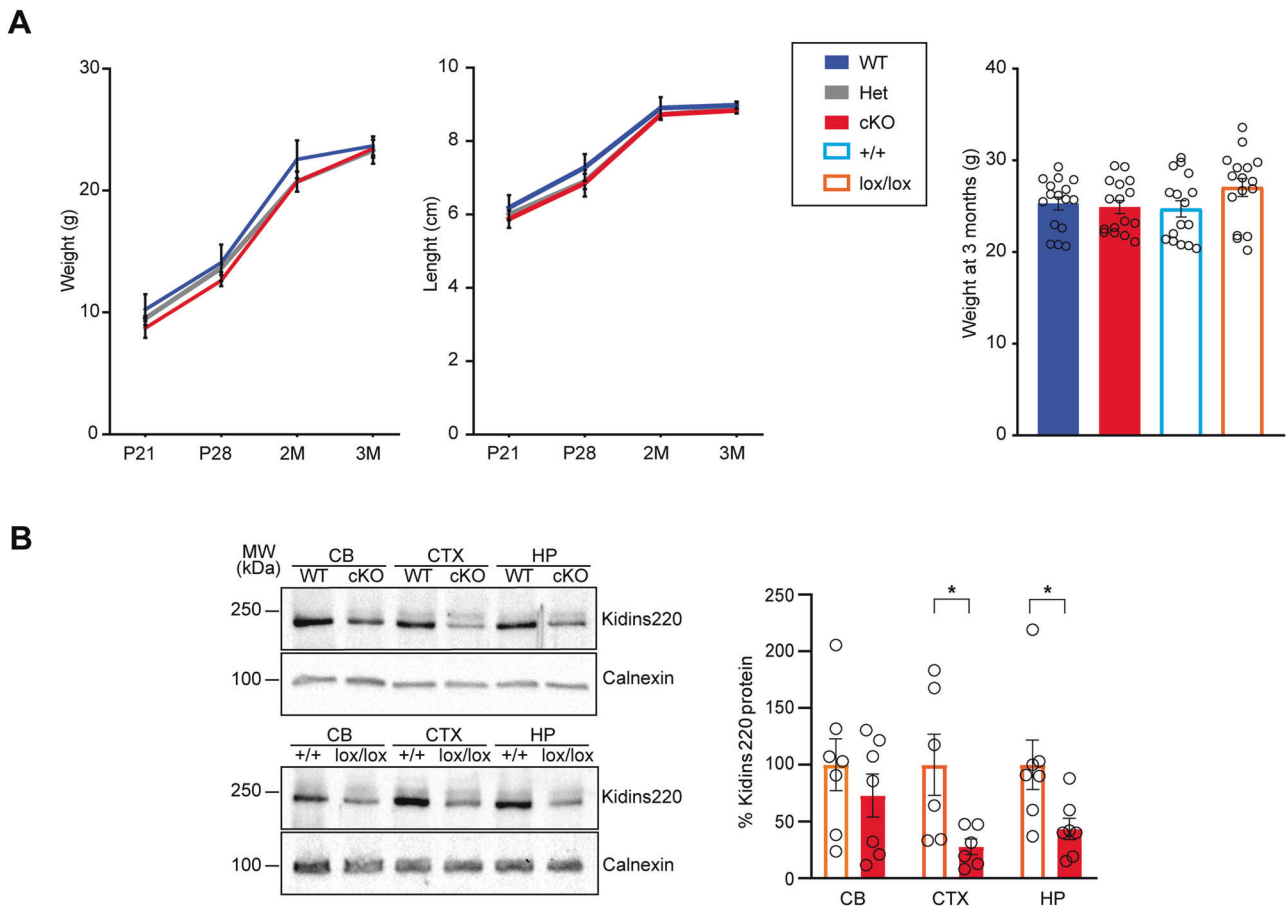 A
Weight (g)
30
20
10
0
P21 P28 2M 3M
Lenght (cm)
10
8
6
4
2
0
P21 P28 2M 3M
WT
Het
cKO
+/+
lox/lox
Weight at 3 months (g)
40
30
20
10
0
B
MW
(kDa)
CB CTX HP
WT cKO WT cKO WT cKO
250
Kidins220
100
Calnexin
CB CTX HP
+/+ lox/lox +/+ lox/lox +/+ lox/lox
250
Kidins220
100
Calnexin
% Kidins220 protein
250
200
150
100
50
0
* *
CB CTX HP